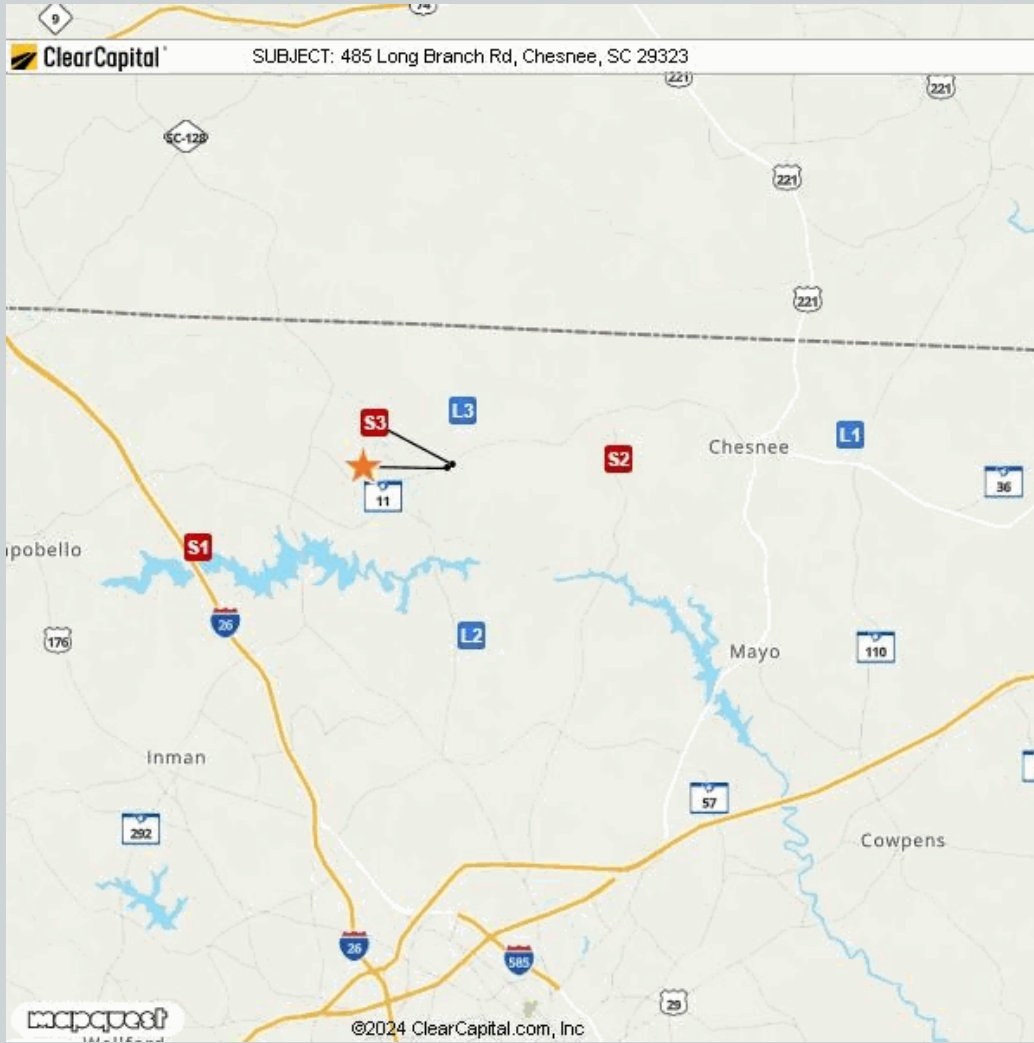 9
74
ClearCapital
SUBJECT: 485 Long Branch Rd, Chesnee, SC 29323
221
221
SC-128
221
221
L3
S3
L1
Chesnee
S2
36
11
S1
pobello
26
L2
176
110
Mayo
Inman
57
292
Cowpens
26
585
29
mapquest
©2024 ClearCapital.com, Inc
Wellford